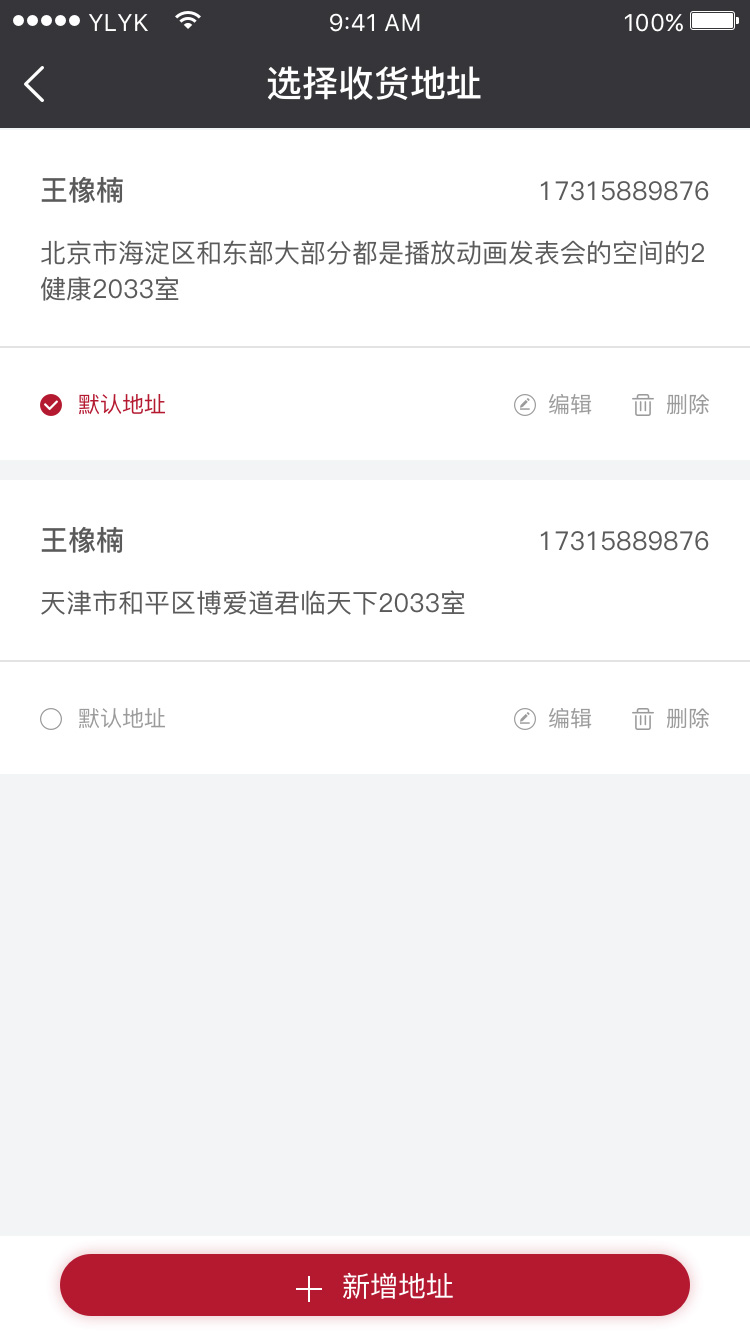 YLYK 9:41 AM 100%
选择收货地址
王橡楠 17315889876
北京市海淀区和东部大部分都是播放动画发表会的空间的2
健康2033室
默认地址 编辑 删除
王橡楠 17315889876
天津市和平区博爱道君临天下2033室
默认地址 编辑 删除
新增地址